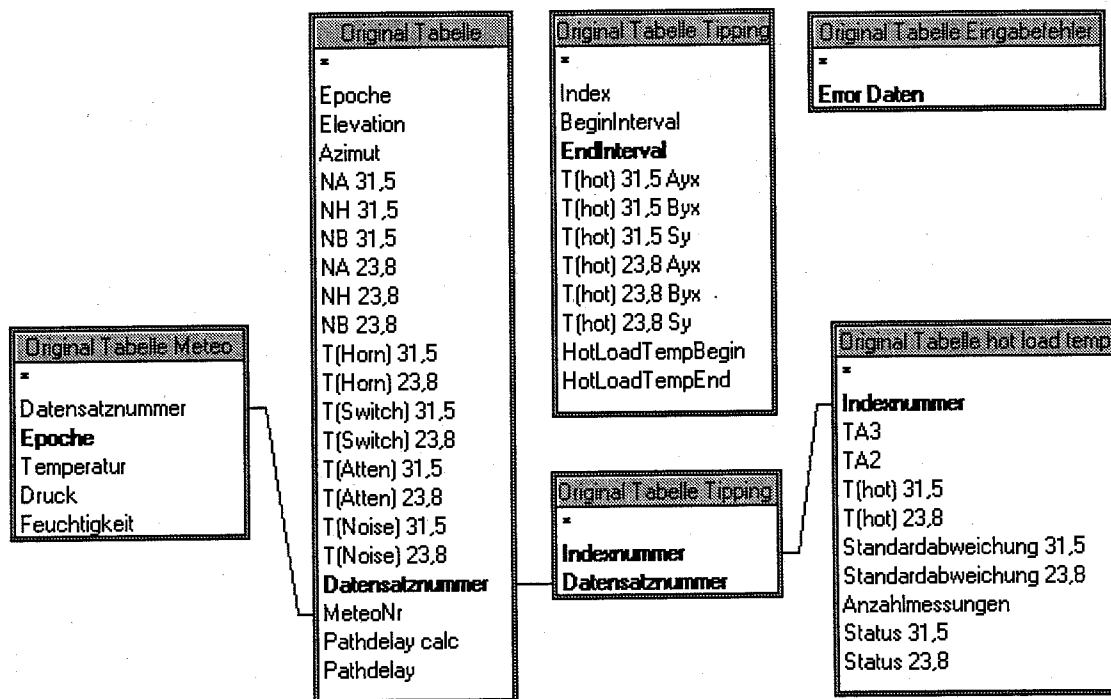 Original Tabelle Meteo
*
Datensatznummer
Epoche
Temperatur
Druck
Feuchtigkeit
Original Tabelle
*
Epoche
Elevation
Azimut
NA 31,5
NH 31,5
NB 31,5
NA 23,8
NH 23,8
NB 23,8
T(Horn) 31,5
T(Horn) 23,8
T(Switch) 31,5
T(Switch) 23,8
T(Atten) 31,5
T(Atten) 23,8
T(Noise) 31,5
T(Noise) 23,8
Datensatznummer
MeteoNr
Pathdelay calc
Pathdelay
Original Tabelle Tipping
*
Index
BeginInterval
EndInterval
T(hot) 31,5 Ayx
T(hot) 31,5 Byx
T(hot) 31,5 Sy
T(hot) 23,8 Ayx
T(hot) 23,8 Byx
T(hot) 23,8 Sy
HotLoadTempBegin
HotLoadTempEnd
Original Tabelle Tipping
*
Indexnummer
Datensatznummer
Original Tabelle Eingabefehler
*
Error Daten
Original Tabelle hot load temp
*
Indexnummer
TA3
TA2
T(hot) 31,5
T(hot) 23,8
Standardabweichung 31,5
Standardabweichung 23,8
Anzahlmessungen
Status 31,5
Status 23,8